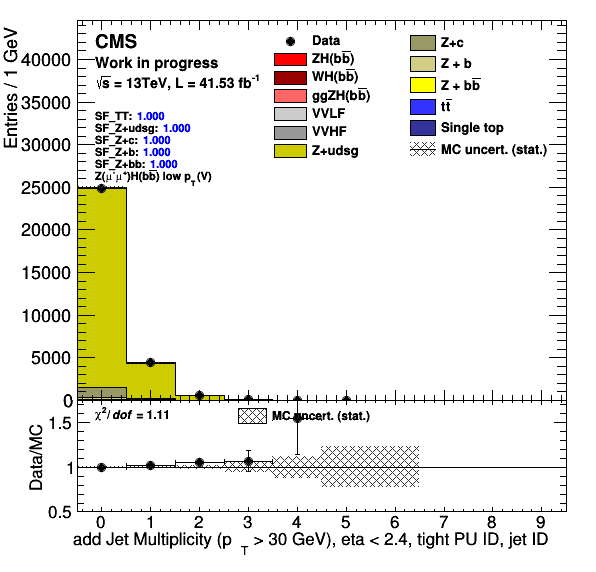 CMS
Work in progress
√s = 13TeV, L = 41.53 fb⁻¹
SF_TT: 1.000
SF_Z+udsg: 1.000
SF_Z+c: 1.000
SF_Z+b: 1.000
SF_Z+bb: 1.000
Z(μ⁻μ⁺)H(bb̅) low p_T(V)
Data
ZH(bb̅)
WH(bb̅)
ggZH(bb̅)
VVLF
VVHF
Z+udsg
Z+c
Z + b
Z + bb̅
tt̅
Single top
MC uncert. (stat.)
Entries / 1 GeV
40000
35000
30000
25000
20000
15000
10000
5000
0
χ²/dof = 1.11
MC uncert. (stat.)
Data/MC
1.5
1
0.5
0 1 2 3 4 5 6 7 8 9
add Jet Multiplicity (p_T > 30 GeV), eta < 2.4, tight PU ID, jet ID